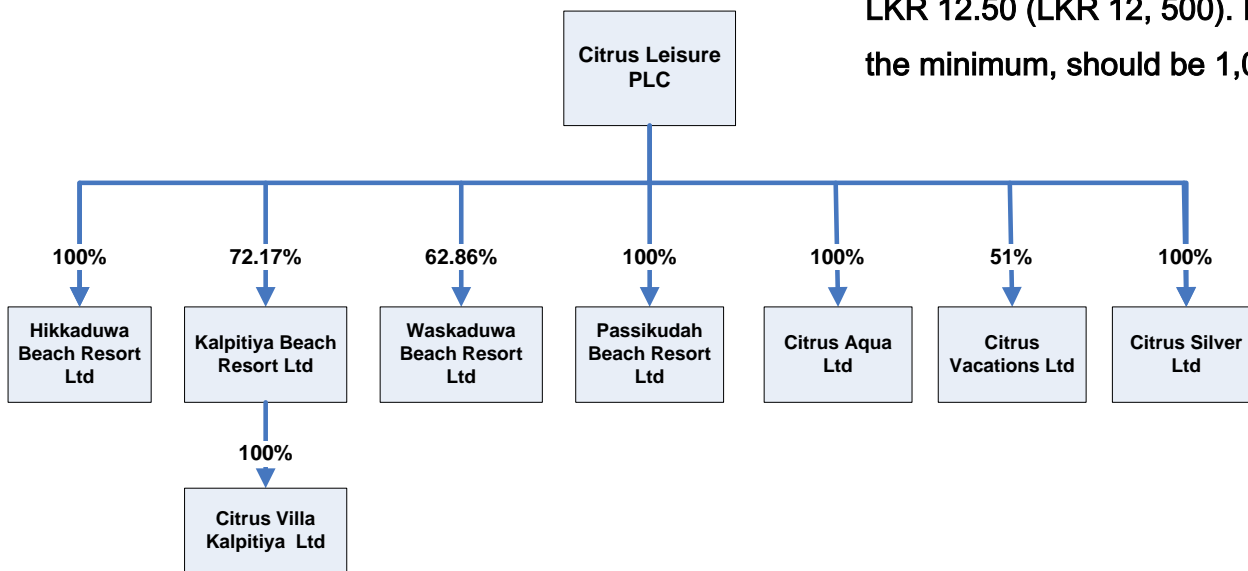 LKR 12.50 (LKR 12, 500).
the minimum, should be
Citrus Leisure
PLC
100%
72.17%
62.86%
100%
100%
51%
100%
Hikkaduwa
Beach Resort
Ltd
Kalpitiya Beach
Resort Ltd
Waskaduwa
Beach Resort
Ltd
Passikudah
Beach Resort
Ltd
Citrus Aqua
Ltd
Citrus
Vacations Ltd
Citrus Silver
Ltd
100%
Citrus Villa
Kalpitiya Ltd